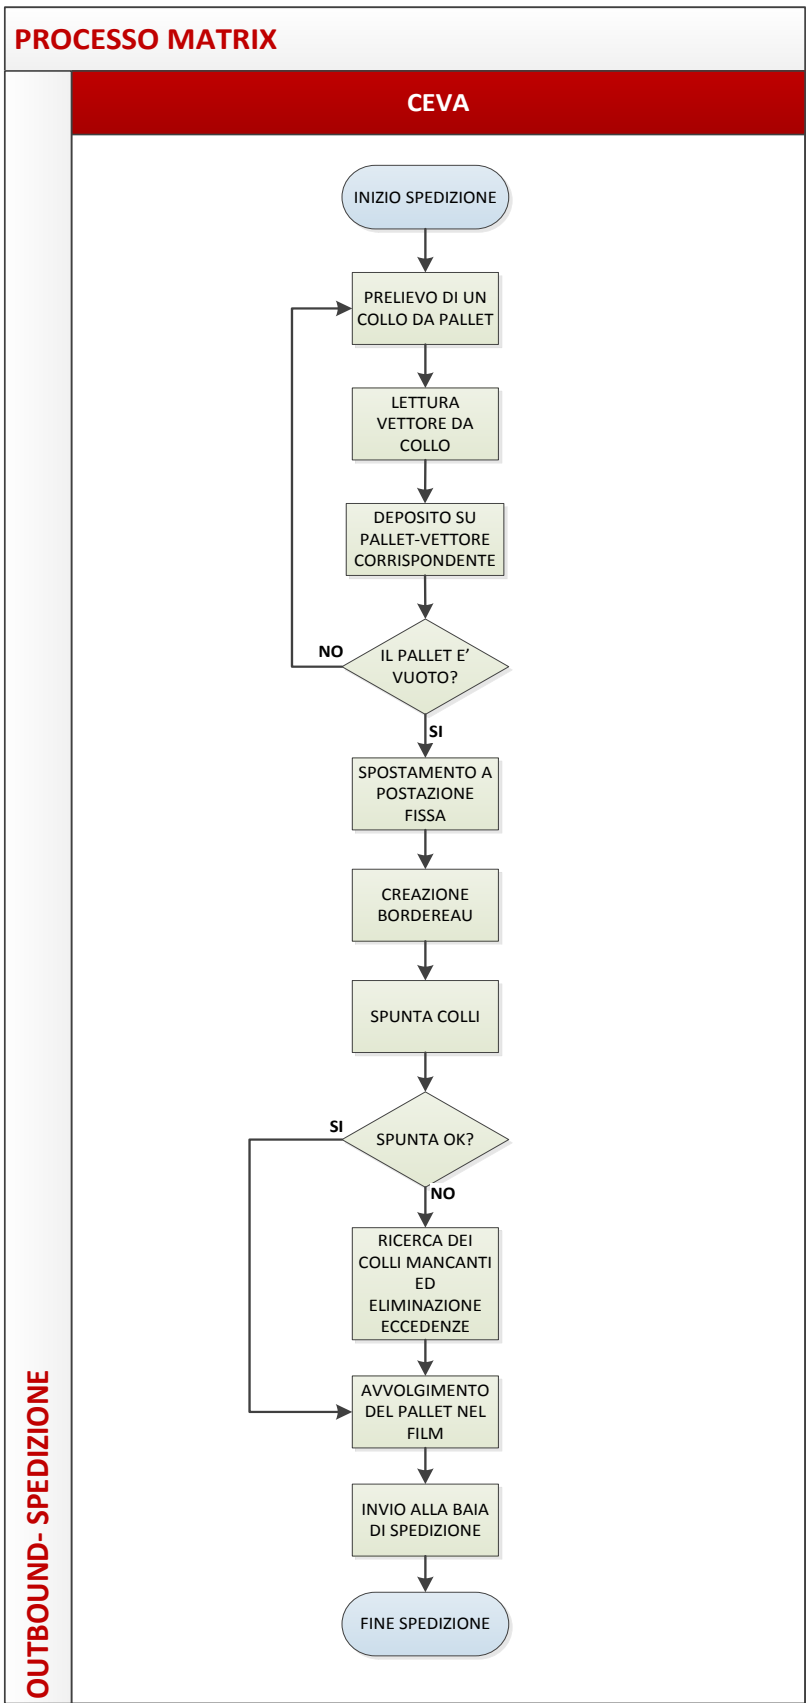 PROCESSO MATRIX
CEVA
INIZIO SPEDIZIONE
PRELIEVO DI UN
COLLO DA PALLET
LETTURA
VETTORE DA
COLLO
DEPOSITO SU
PALLET-VETTORE
CORRISPONDENTE
NO
IL PALLET E’
VUOTO?
SI
SPOSTAMENTO A
POSTAZIONE
FISSA
CREAZIONE
BORDEREAU
SPUNTA COLLI
SI
SPUNTA OK?
NO
RICERCA DEI
COLLI MANCANTI
ED
ELIMINAZIONE
ECCEDENZE
AVVOLGIMENTO
DEL PALLET NEL
FILM
INVIO ALLA BAIA
DI SPEDIZIONE
FINE SPEDIZIONE
OUTBOUND- SPEDIZIONE